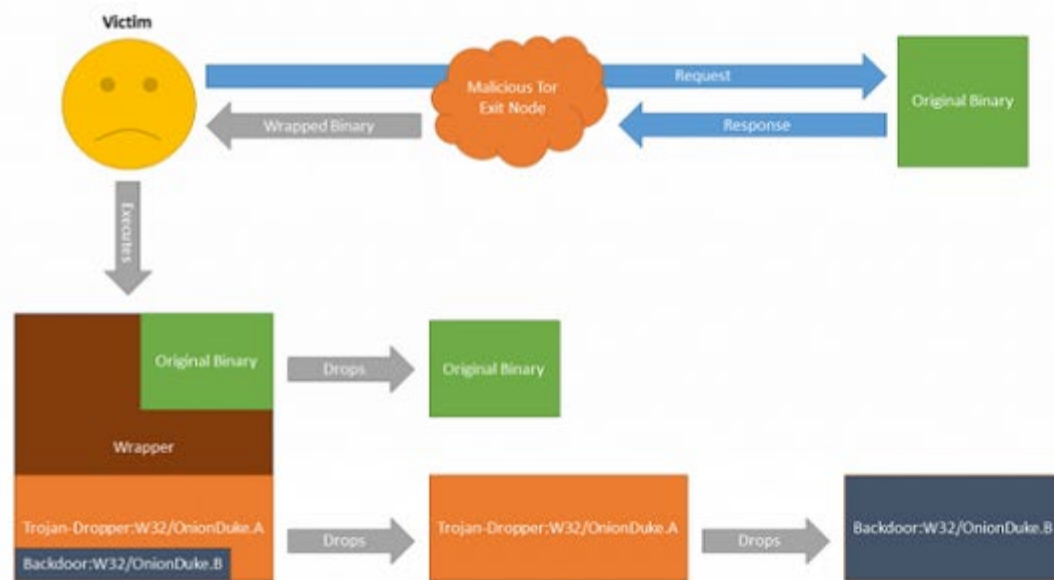 Victim
Malicious Tor
Exit Node
Request
Original Binary
Wrapped Binary
Response
Executes
Original Binary
Drops
Original Binary
Wrapper
Trojan-Dropper:W32/OnionDuke.A
Drops
Trojan-Dropper:W32/OnionDuke.A
Drops
Backdoor:W32/OnionDuke.B
Backdoor:W32/OnionDuke.B